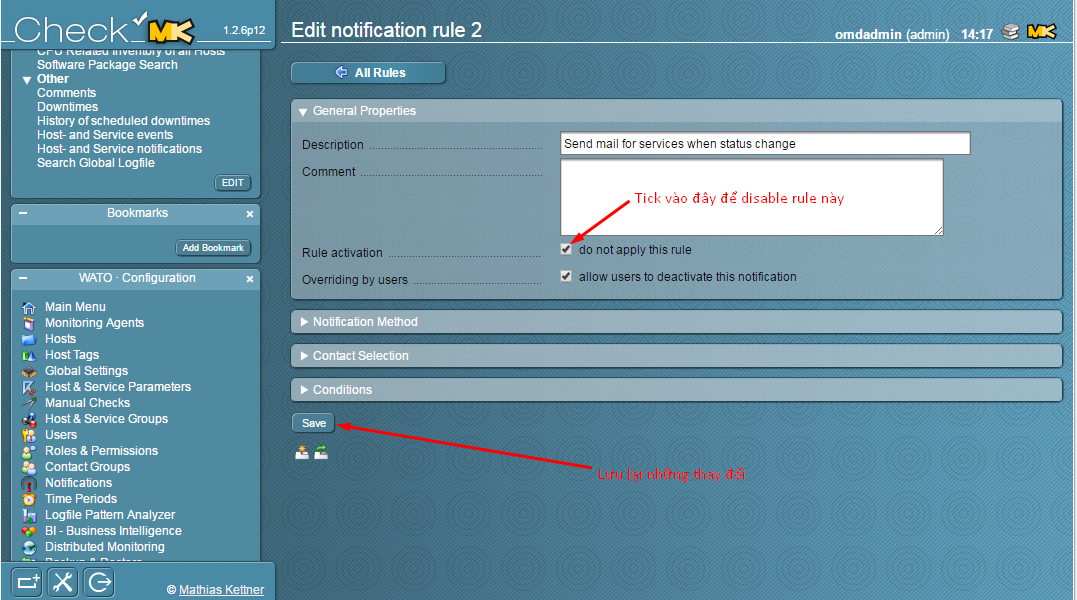 Check MK 1.2.6p12
CPU Related Inventory of all Hosts
Software Package Search
Other
Comments
Downtimes
History of scheduled downtimes
Host- and Service events
Host- and Service notifications
Search Global Logfile
EDIT
Bookmarks
Add Bookmark
WATO · Configuration
Main Menu
Monitoring Agents
Hosts
Host Tags
Global Settings
Host & Service Parameters
Manual Checks
Host & Service Groups
Users
Roles & Permissions
Contact Groups
Notifications
Time Periods
Logfile Pattern Analyzer
BI - Business Intelligence
Distributed Monitoring
© Mathias Kettner
Edit notification rule 2
omdadmin (admin) 14:17 MK
All Rules
General Properties
Description Send mail for services when status change
Comment
Tick vào đây để disable rule này
Rule activation do not apply this rule
Overriding by users allow users to deactivate this notification
Notification Method
Contact Selection
Conditions
Save
Lưu lại những thay đổi